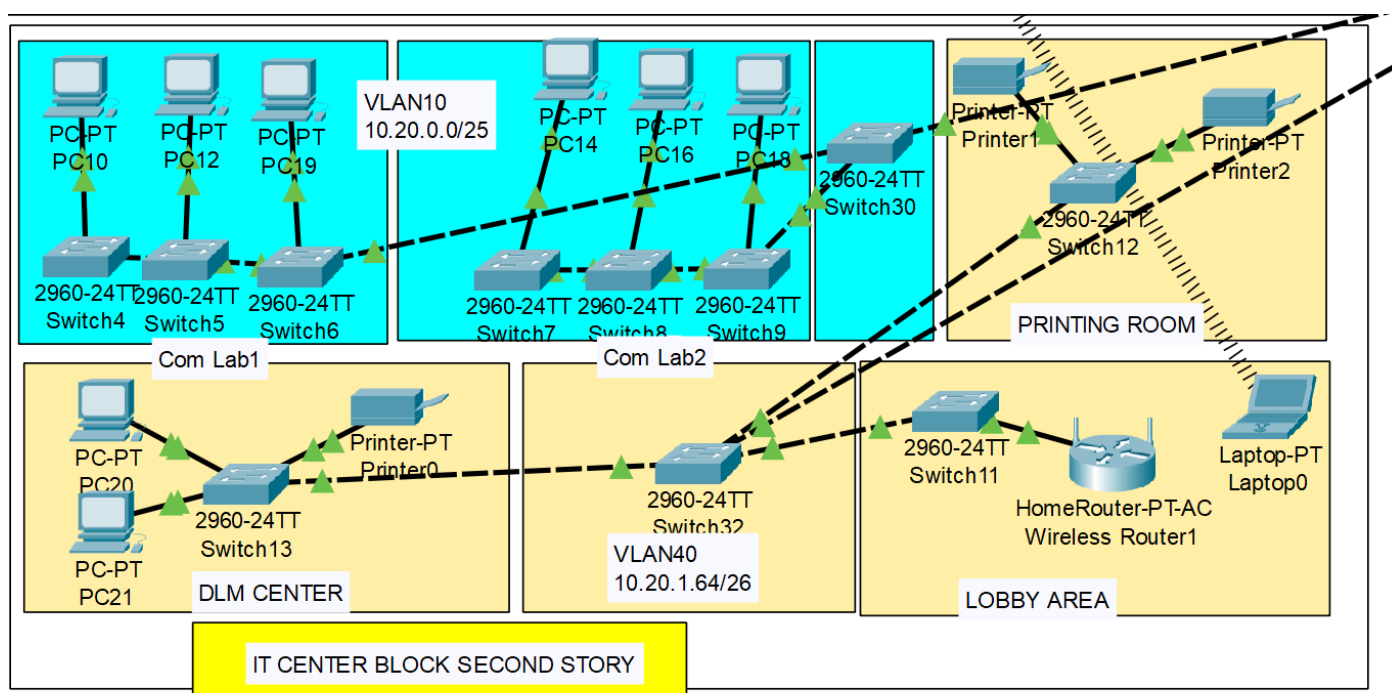 PC-PT
PC10
PC-PT
PC12
PC-PT
PC19
VLAN10
10.20.0.0/25
PC-PT
PC14
PC-PT
PC16
PC-PT
PC18
2960-24TT
Switch30
Printer-PT
Printer1
Printer-PT
Printer2
2960-24TT
Switch12
2960-24TT
Switch4
2960-24TT
Switch5
2960-24TT
Switch6
2960-24TT
Switch7
2960-24TT
Switch8
2960-24TT
Switch9
PRINTING ROOM
Com Lab1
Com Lab2
PC-PT
PC20
Printer-PT
Printer0
2960-24TT
Switch13
PC-PT
PC21
DLM CENTER
2960-24TT
Switch32
VLAN40
10.20.1.64/26
2960-24TT
Switch11
HomeRouter-PT-AC
Wireless Router1
Laptop-PT
Laptop0
LOBBY AREA
IT CENTER BLOCK SECOND STORY